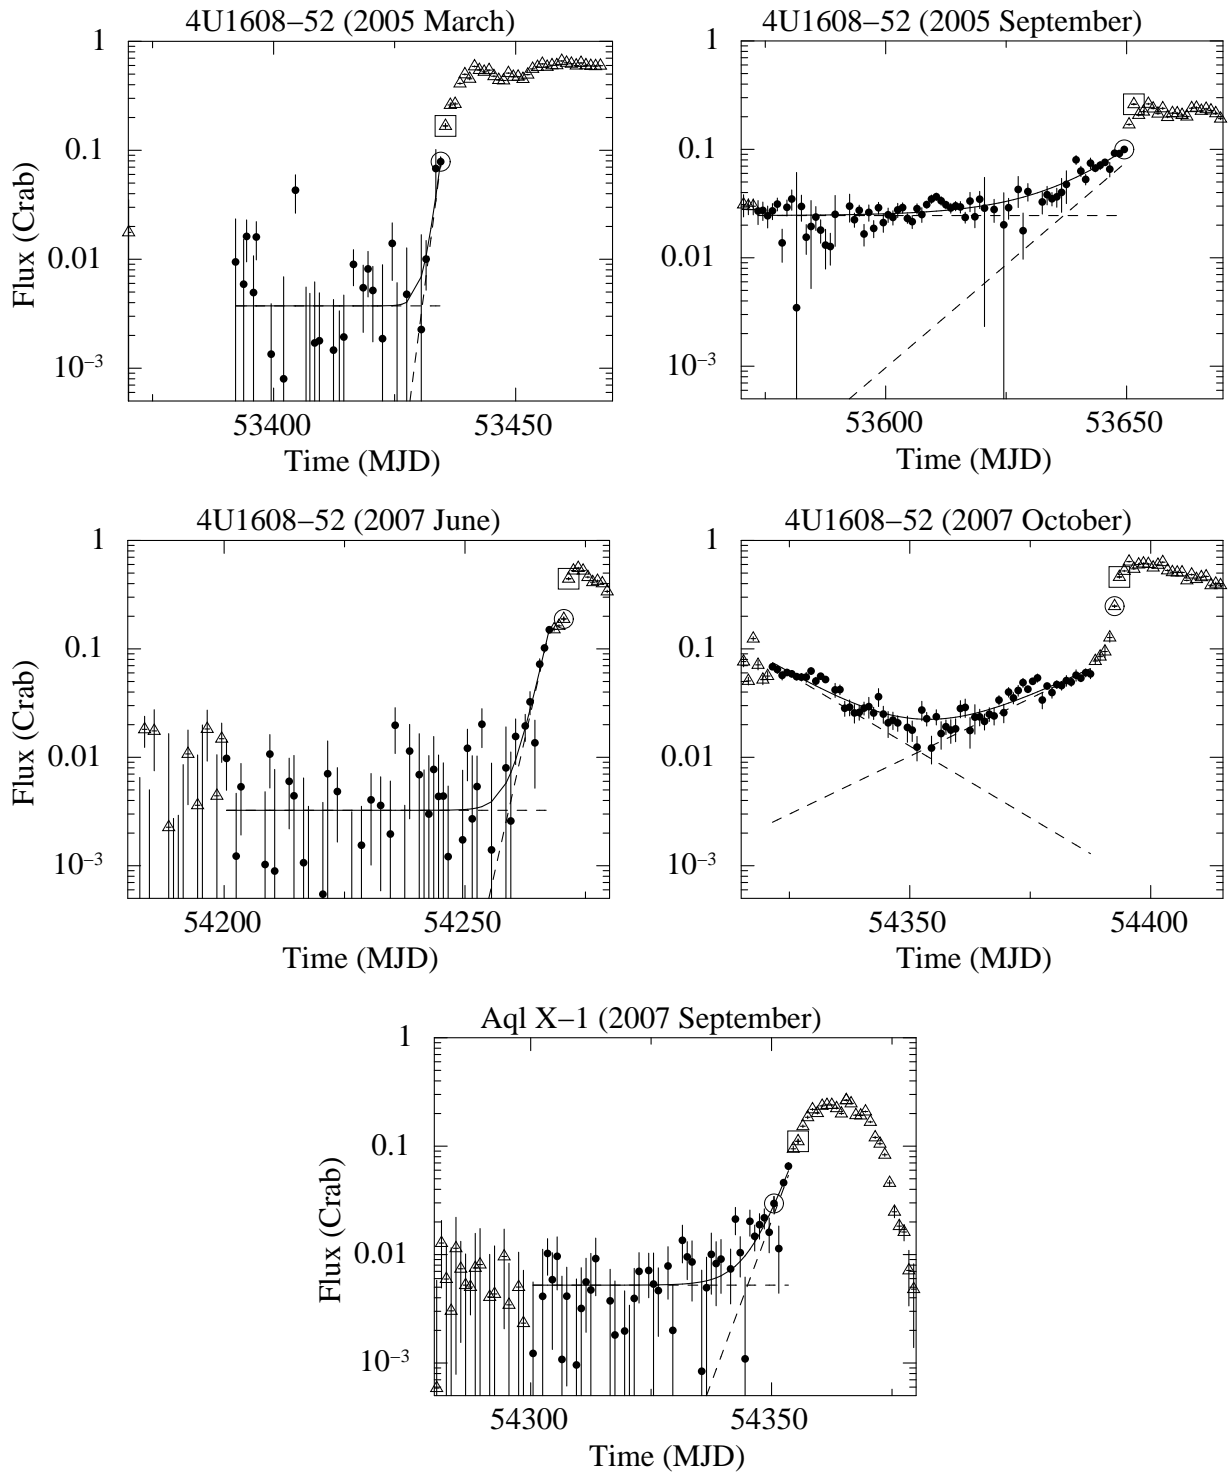 4U1608−52 (2005 March)
4U1608−52 (2005 September)
1
0.1
0.01
10−3
Flux (Crab)
53400
53450
Time (MJD)
1
0.1
0.01
10−3
53600
53650
Time (MJD)
4U1608−52 (2007 June)
4U1608−52 (2007 October)
1
0.1
0.01
10−3
Flux (Crab)
54200
54250
Time (MJD)
1
0.1
0.01
10−3
54350
54400
Time (MJD)
Aql X−1 (2007 September)
1
0.1
0.01
10−3
Flux (Crab)
54300
54350
Time (MJD)